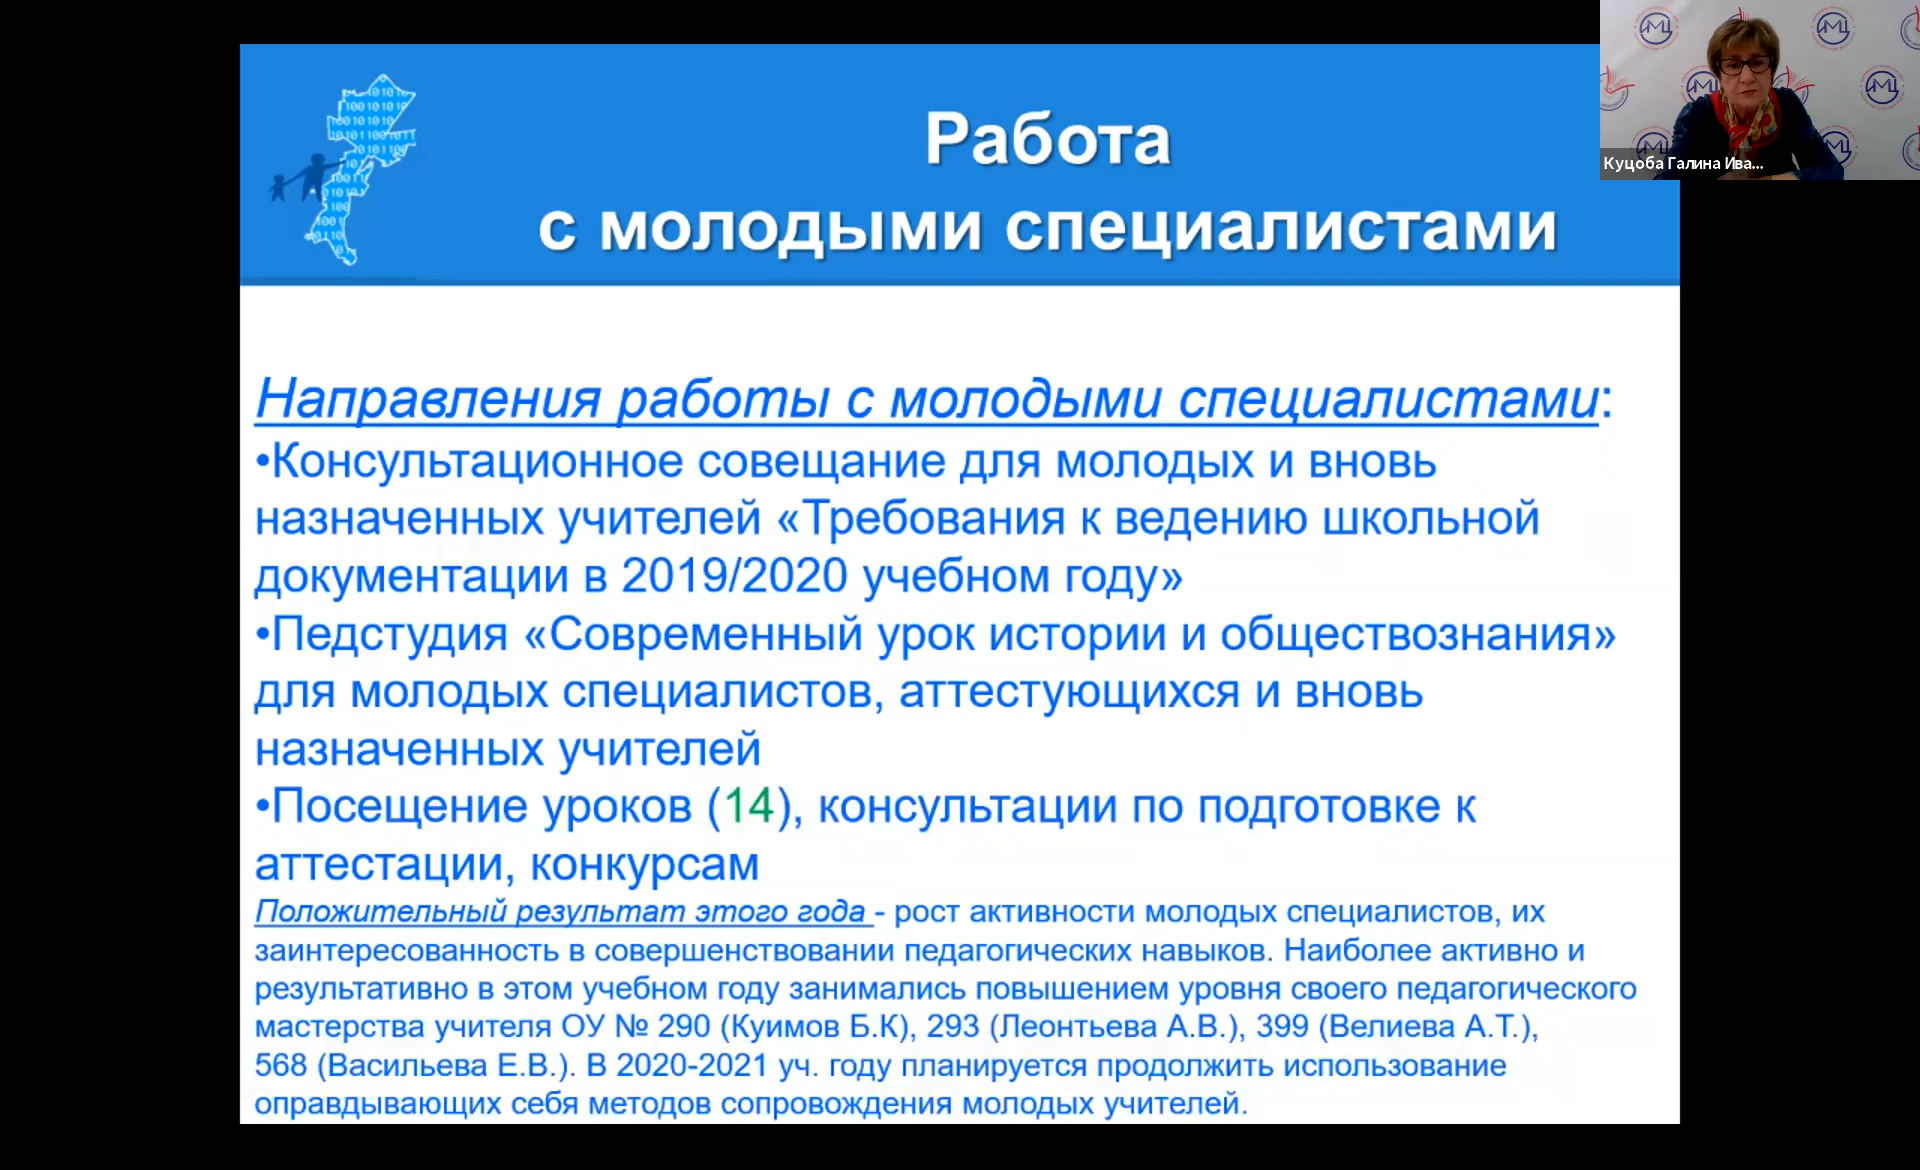 Работа
с молодыми специалистами
Куцоба Галина Ива...
Направления работы с молодыми специалистами:
•Консультационное совещание для молодых и вновь
назначенных учителей «Требования к ведению школьной
документации в 2019/2020 учебном году»
•Педстудия «Современный урок истории и обществознания»
для молодых специалистов, аттестующихся и вновь
назначенных учителей
•Посещение уроков (14), консультации по подготовке к
аттестации, конкурсам
Положительный результат этого года - рост активности молодых специалистов, их
заинтересованность в совершенствовании педагогических навыков. Наиболее активно и
результативно в этом учебном году занимались повышением уровня своего педагогического
мастерства учителя ОУ № 290 (Куимов Б.К), 293 (Леонтьева А.В.), 399 (Велиева А.Т.),
568 (Васильева Е.В.). В 2020-2021 уч. году планируется продолжить использование
оправдывающих себя методов сопровождения молодых учителей.